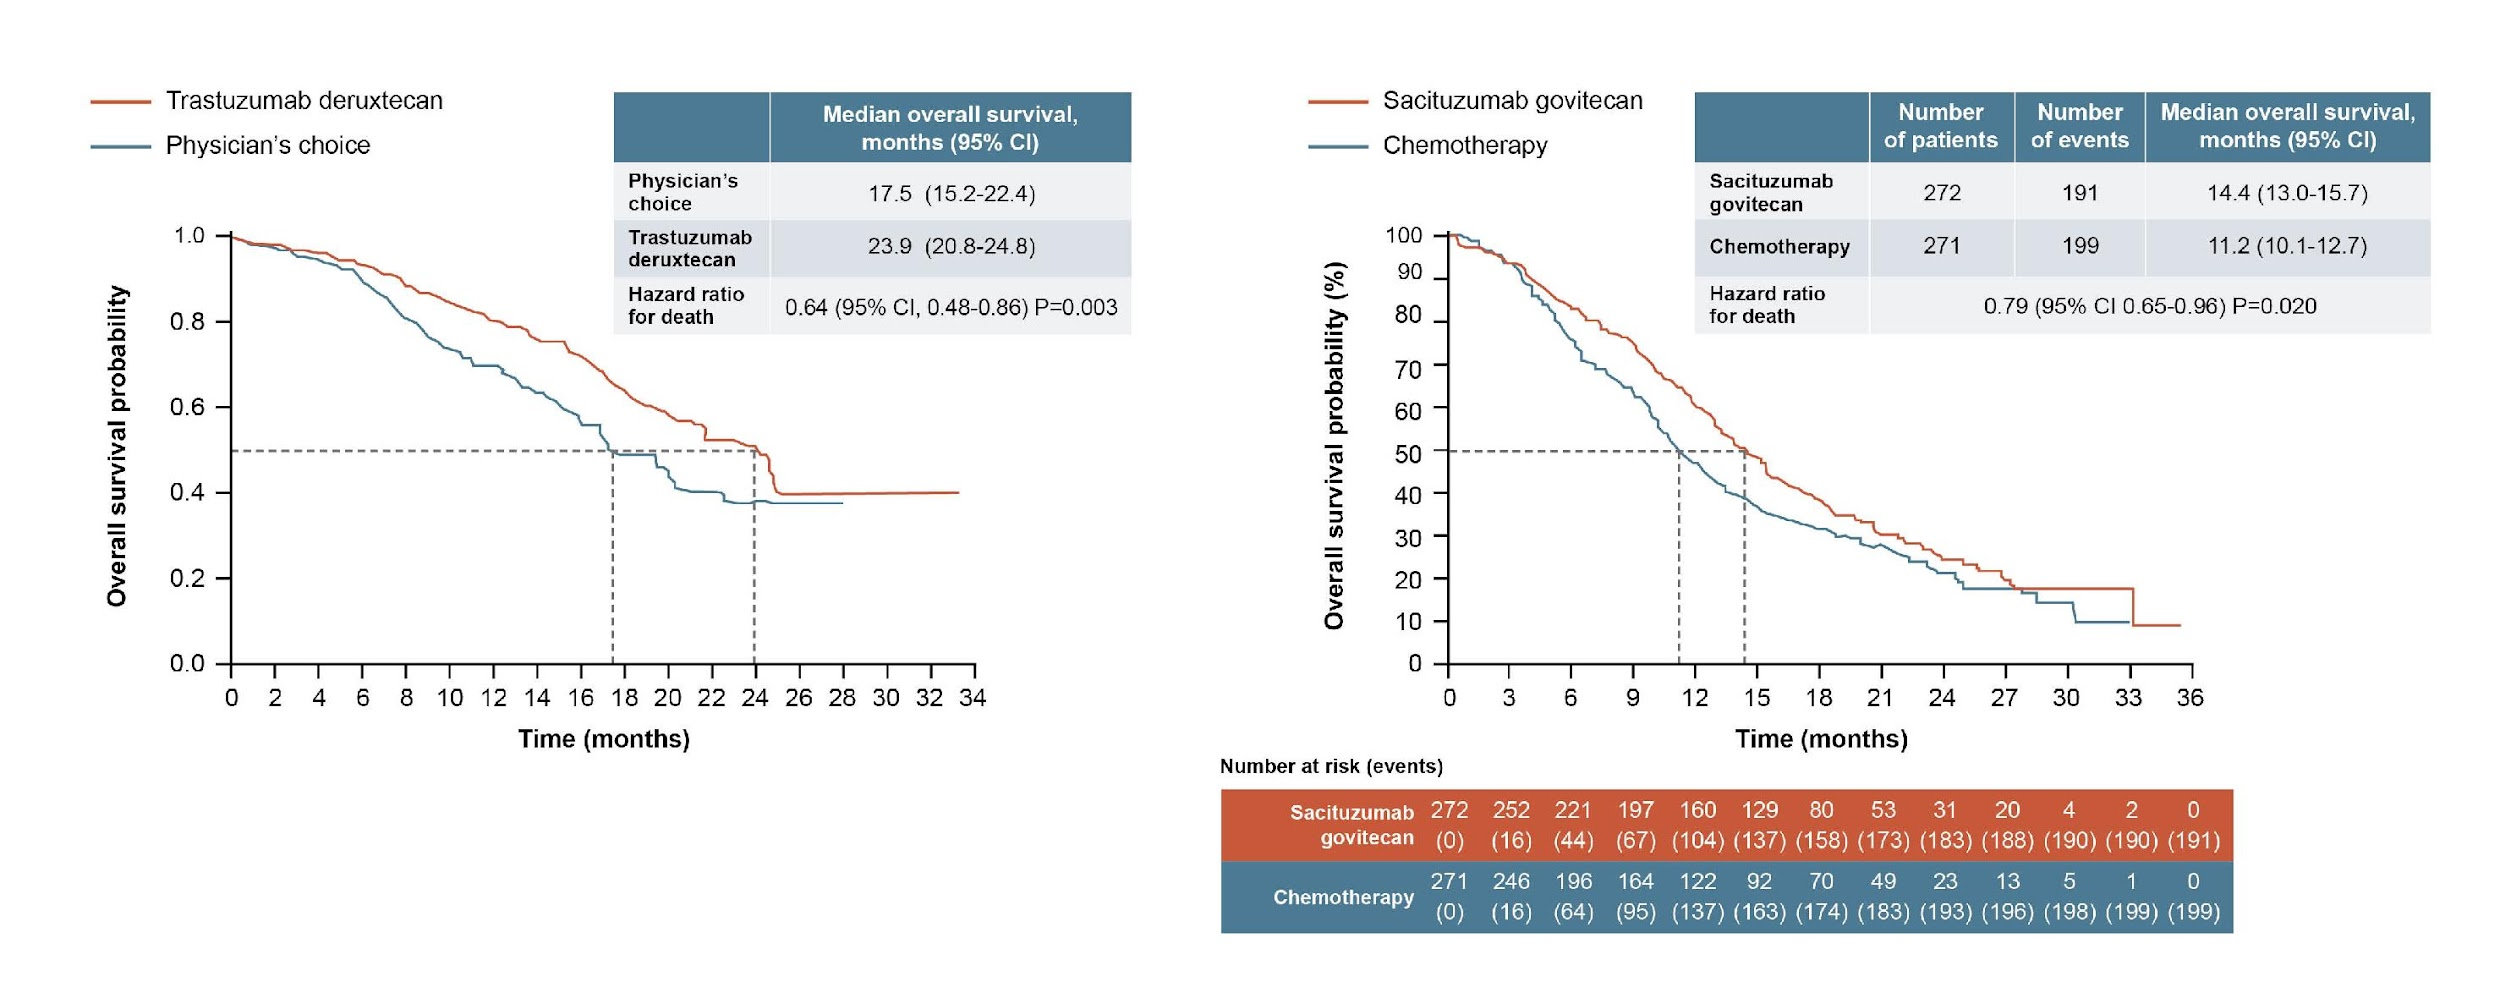 Trastuzumab deruxtecan
Physician’s choice
Median overall survival,
months (95% CI)
Physician’s
choice
17.5 (15.2-22.4)
Trastuzumab
deruxtecan
23.9 (20.8-24.8)
Hazard ratio
for death
0.64 (95% CI, 0.48-0.86) P=0.003
Overall survival probability
1.0
0.8
0.6
0.4
0.2
0.0
0 2 4 6 8 10 12 14 16 18 20 22 24 26 28 30 32 34
Time (months)
Sacituzumab govitecan
Chemotherapy
Number
of patients
Number
of events
Median overall survival,
months (95% CI)
Sacituzumab
govitecan
272 191 14.4 (13.0-15.7)
Chemotherapy 271 199 11.2 (10.1-12.7)
Hazard ratio
for death
0.79 (95% CI 0.65-0.96) P=0.020
Overall survival probability (%)
100
90
80
70
60
50
40
30
20
10
0
0 3 6 9 12 15 18 21 24 27 30 33 36
Time (months)
Number at risk (events)
Sacituzumab
govitecan
272 252 221 197 160 129 80 53 31 20 4 2 0
(0) (16) (44) (67) (104) (137) (158) (173) (183) (188) (190) (190) (191)
Chemotherapy
271 246 196 164 122 92 70 49 23 13 5 1 0
(0) (16) (64) (95) (137) (163) (174) (183) (193) (196) (198) (199) (199)